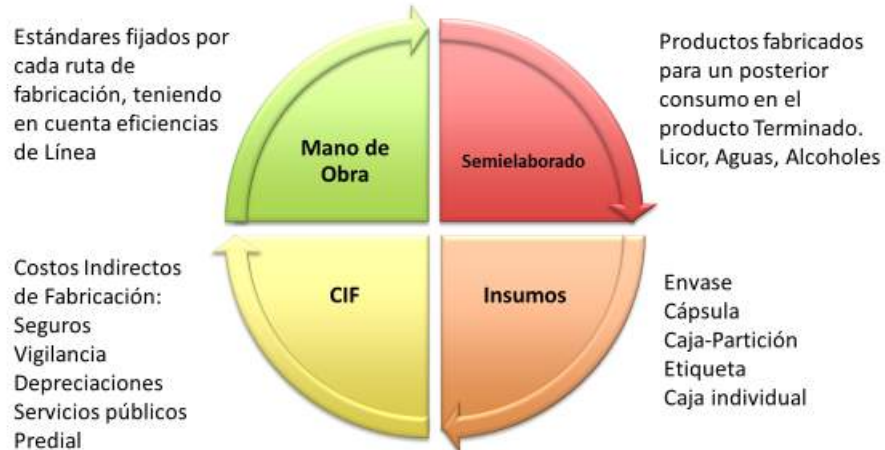 Estándares fijados por
cada ruta de
fabricación, teniendo
en cuenta eficiencias
de Línea
Mano de
Obra
Semielaborado
Productos fabricados
para un posterior
consumo en el
producto Terminado.
Licor, Aguas, Alcoholes
Costos Indirectos
de Fabricación:
Seguros
Vigilancia
Depreciaciones
Servicios públicos
Predial
CIF
Insumos
Envase
Cápsula
Caja-Partición
Etiqueta
Caja individual